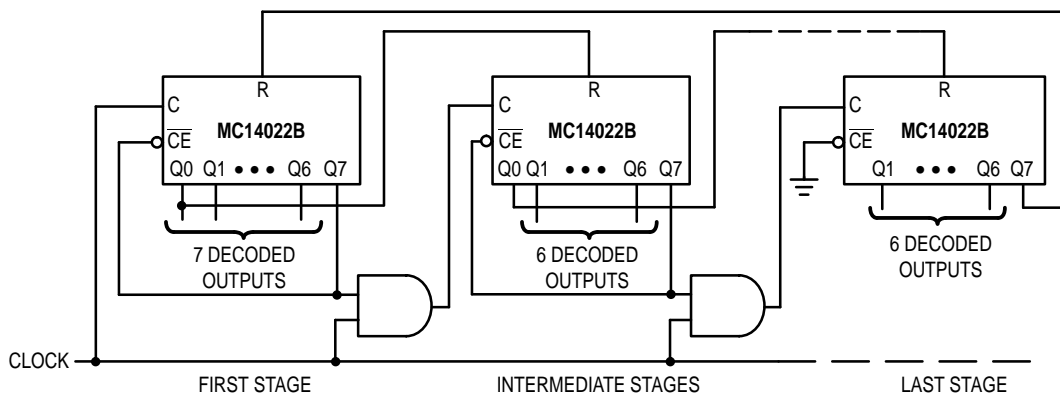 R R R
C C C
MC14022B MC14022B MC14022B
CE CE CE
Q0 Q1 ••• Q6 Q7 Q0 Q1 ••• Q6 Q7 Q1 ••• Q6 Q7
7 DECODED
OUTPUTS
6 DECODED
OUTPUTS
6 DECODED
OUTPUTS
CLOCK
FIRST STAGE INTERMEDIATE STAGES LAST STAGE